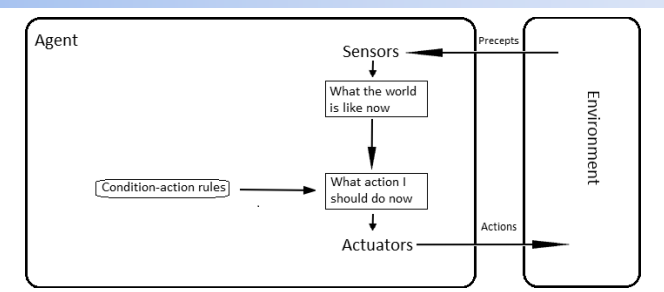 Agent
Sensors
Precepts
What the world
is like now
Environment
Condition-action rules
What action I
should do now
Actions
Actuators